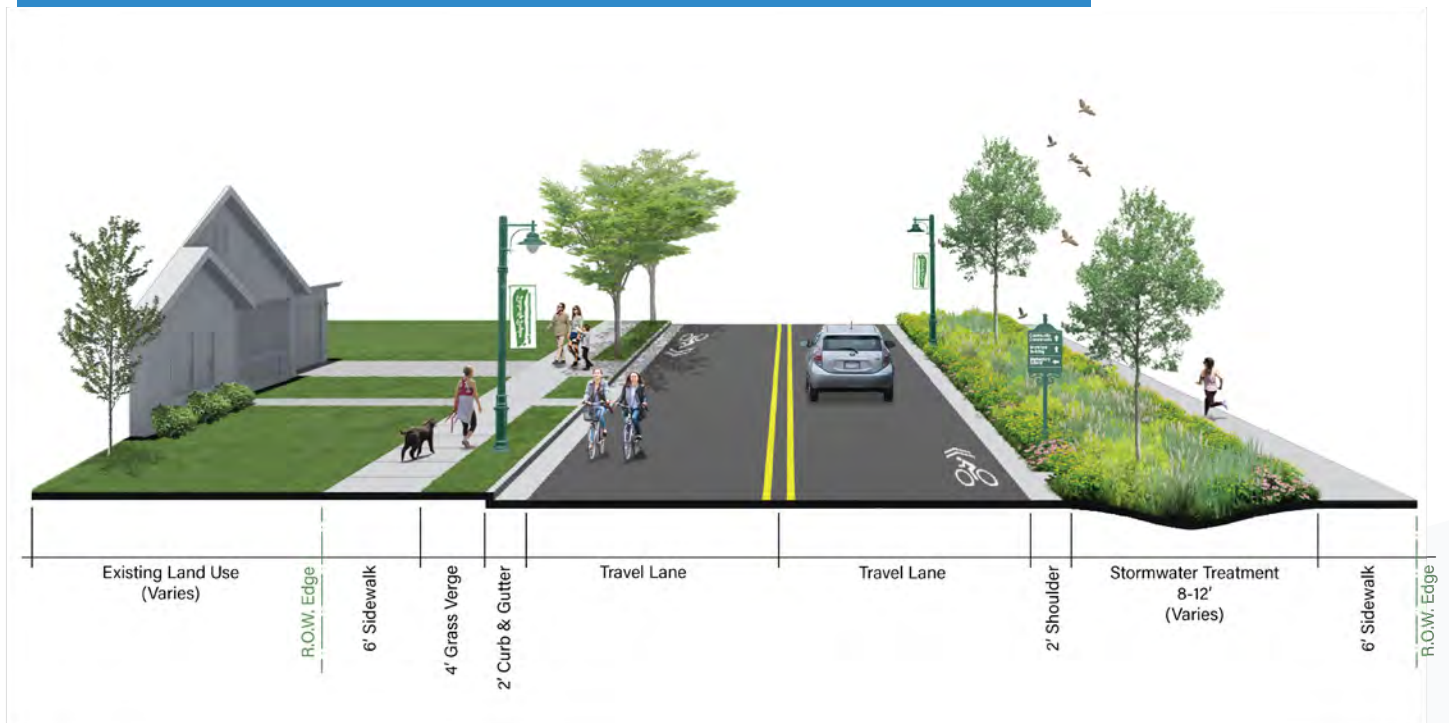 Existing Land Use
(Varies)
R.O.W. Edge
6' Sidewalk
4' Grass Verge
2' Curb & Gutter
Travel Lane
Travel Lane
2' Shoulder
Stormwater Treatment
8-12'
(Varies)
6' Sidewalk
R.O.W. Edge